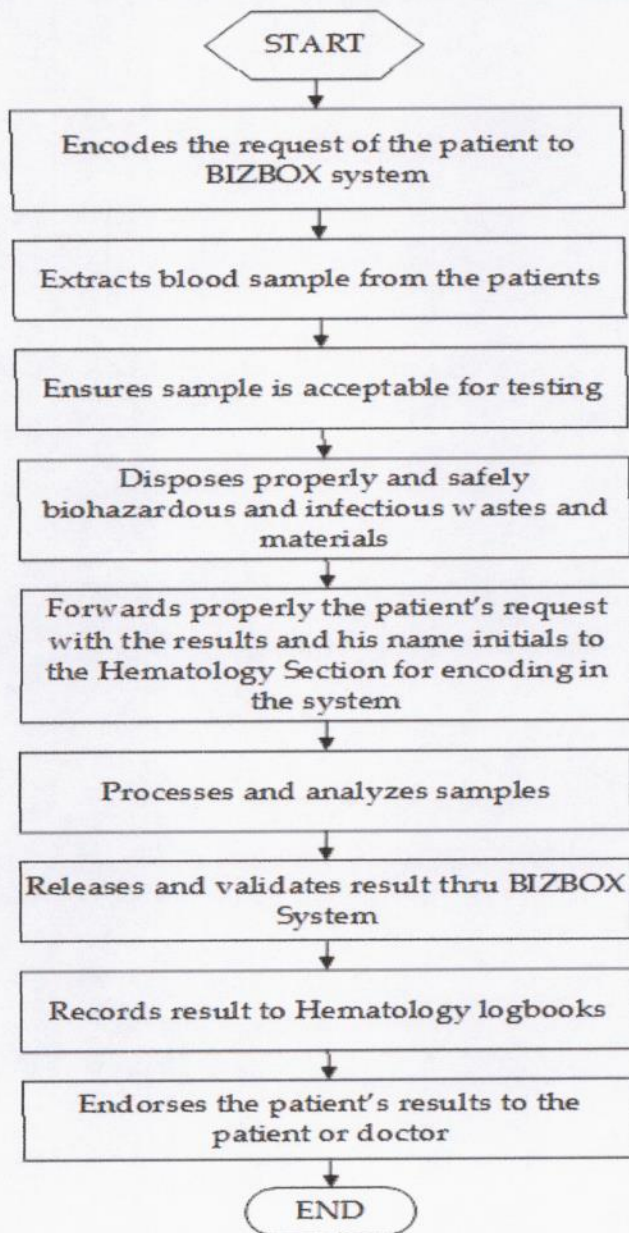 START
Encodes the request of the patient to
BIZBOX system
Extracts blood sample from the patients
Ensures sample is acceptable for testing
Disposes properly and safely
biohazardous and infectious wastes and
materials
Forwards properly the patient's request
with the results and his name initials to
the Hematology Section for encoding in
the system
Processes and analyzes samples
Releases and validates result thru BIZBOX
System
Records result to Hematology logbooks
Endorses the patient's results to the
patient or doctor
END